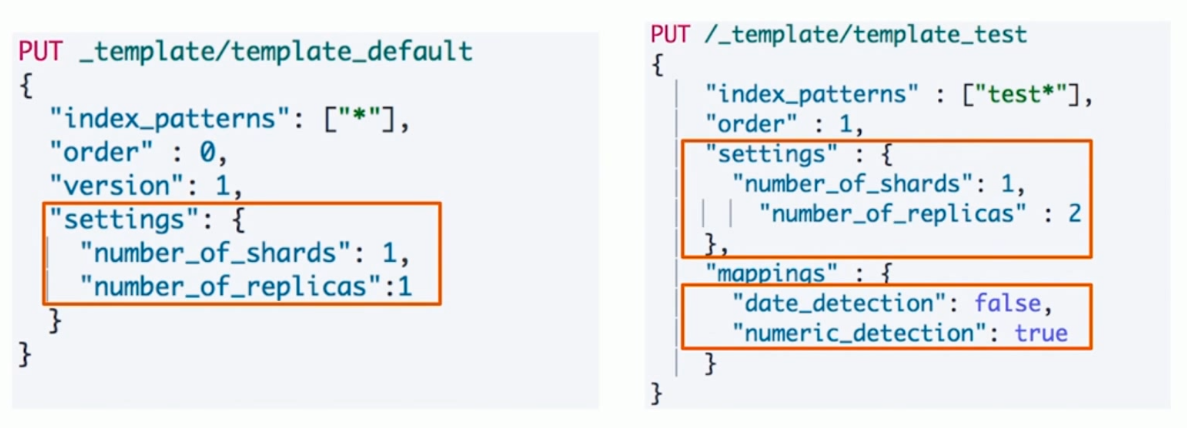 PUT _template/template_default
{
"index_patterns": ["*"],
"order" : 0,
"version": 1,
"settings": {
"number_of_shards": 1,
"number_of_replicas":1
}
}
PUT /_template/template_test
{
"index_patterns" : ["test*"],
"order" : 1,
"settings" : {
"number_of_shards": 1,
"number_of_replicas" : 2
},
"mappings" : {
"date_detection": false,
"numeric_detection": true
}
}